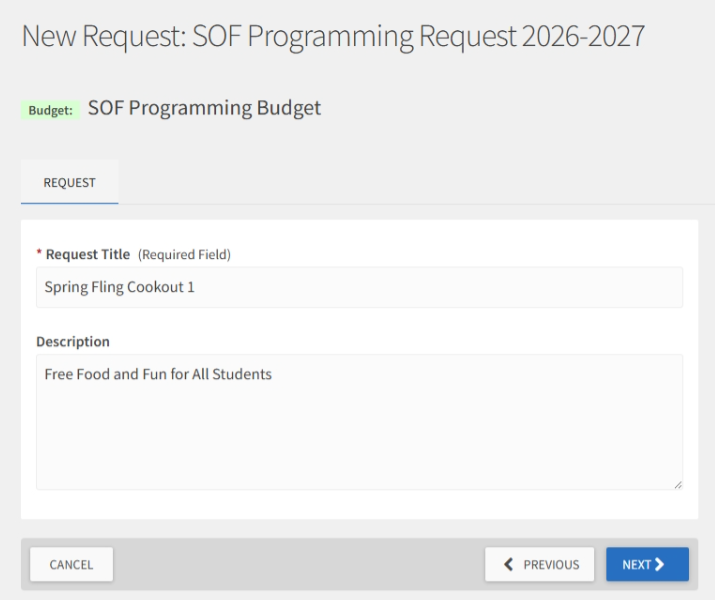 New Request: SOF Programming Request 2026-2027
Budget: SOF Programming Budget
REQUEST
* Request Title (Required Field)
Spring Fling Cookout 1
Description
Free Food and Fun for All Students
CANCEL
PREVIOUS
NEXT